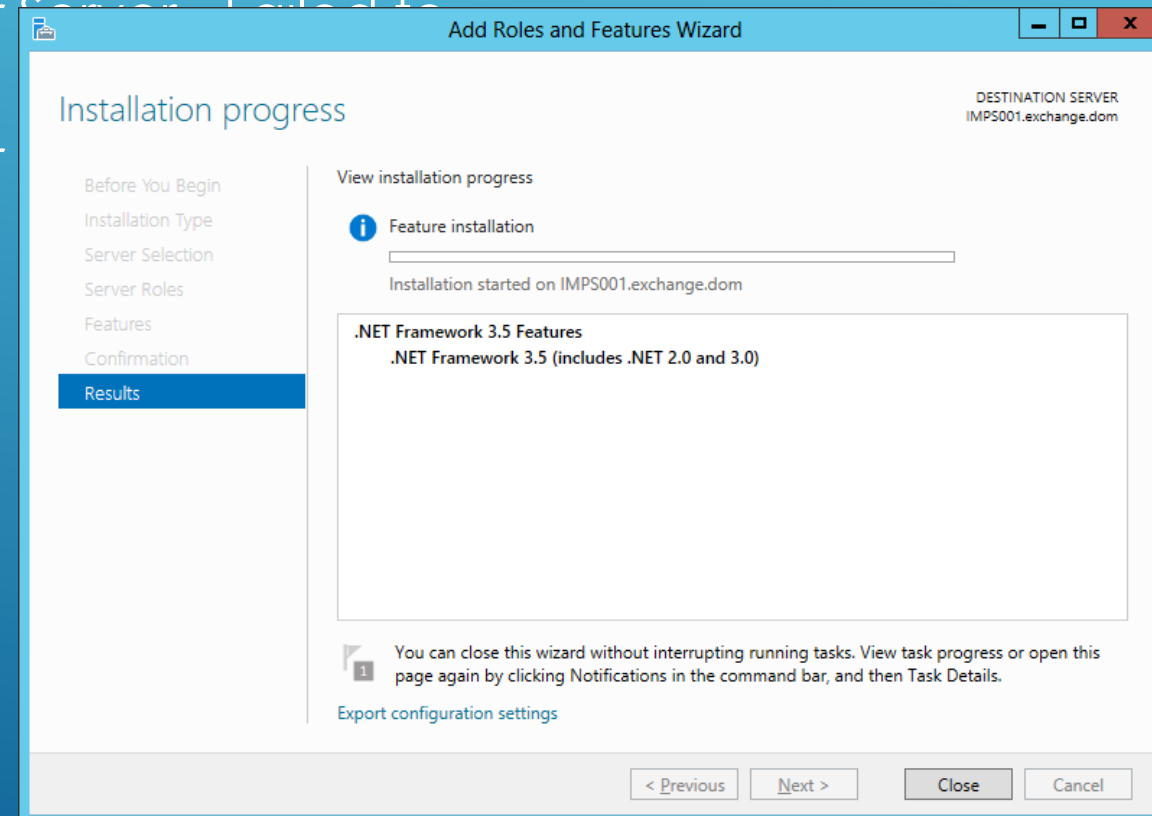 Server Failed to
Add Roles and Features Wizard
Installation progress
DESTINATION SERVER
IMPS001.exchange.dom
Before You Begin
Installation Type
Server Selection
Server Roles
Features
Confirmation
Results
View installation progress
Feature installation
Installation started on IMPS001.exchange.dom
.NET Framework 3.5 Features
.NET Framework 3.5 (includes .NET 2.0 and 3.0)
1
You can close this wizard without interrupting running tasks. View task progress or open this
page again by clicking Notifications in the command bar, and then Task Details.
Export configuration settings
< Previous
Next >
Close
Cancel